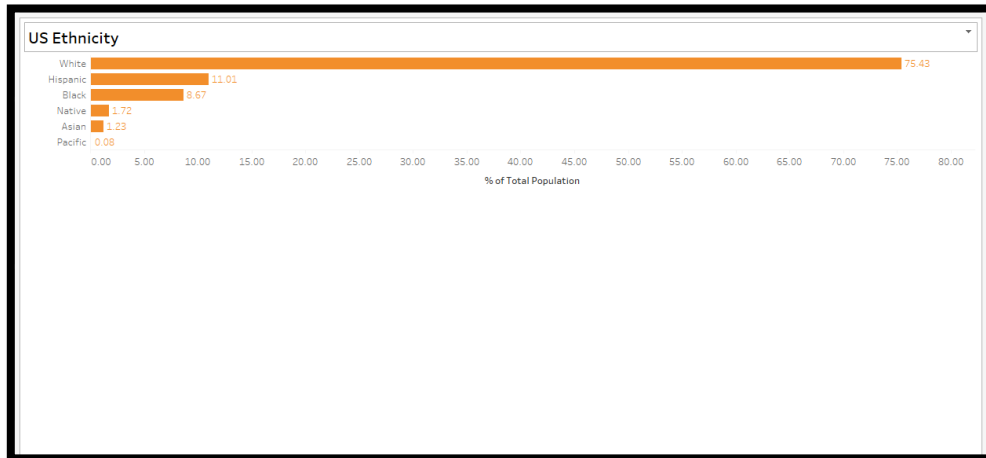 US Ethnicity
White 75.43
Hispanic 11.01
Black 8.67
Native 1.72
Asian 1.23
Pacific 0.08
0.00 5.00 10.00 15.00 20.00 25.00 30.00 35.00 40.00 45.00 50.00 55.00 60.00 65.00 70.00 75.00 80.00
% of Total Population